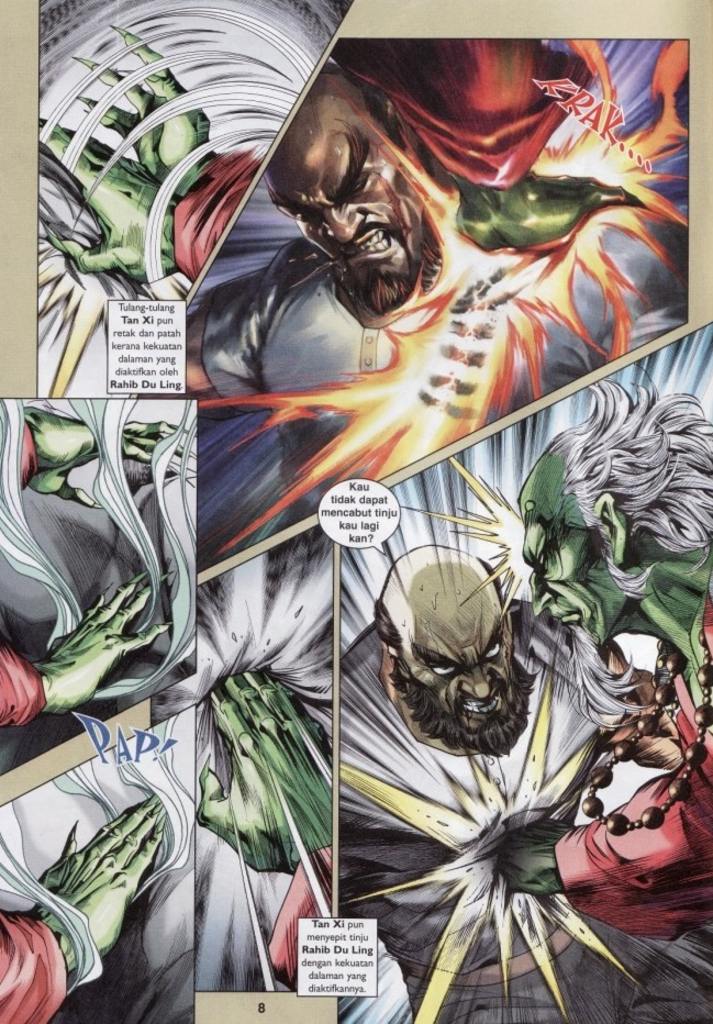 KRAK....
Tulang-tulang
Tan Xi pun
retak dan patah
kerana kekuatan
dalaman yang
diaktifkan oleh
Rahib Du Ling.
Kau
tidak dapat
mencabut tinju
kau lagi
kan?
PAP!
Tan Xi pun
menyepit tinju
Rahib Du Ling
dengan kekuatan
dalaman yang
diaktifkannya.
8